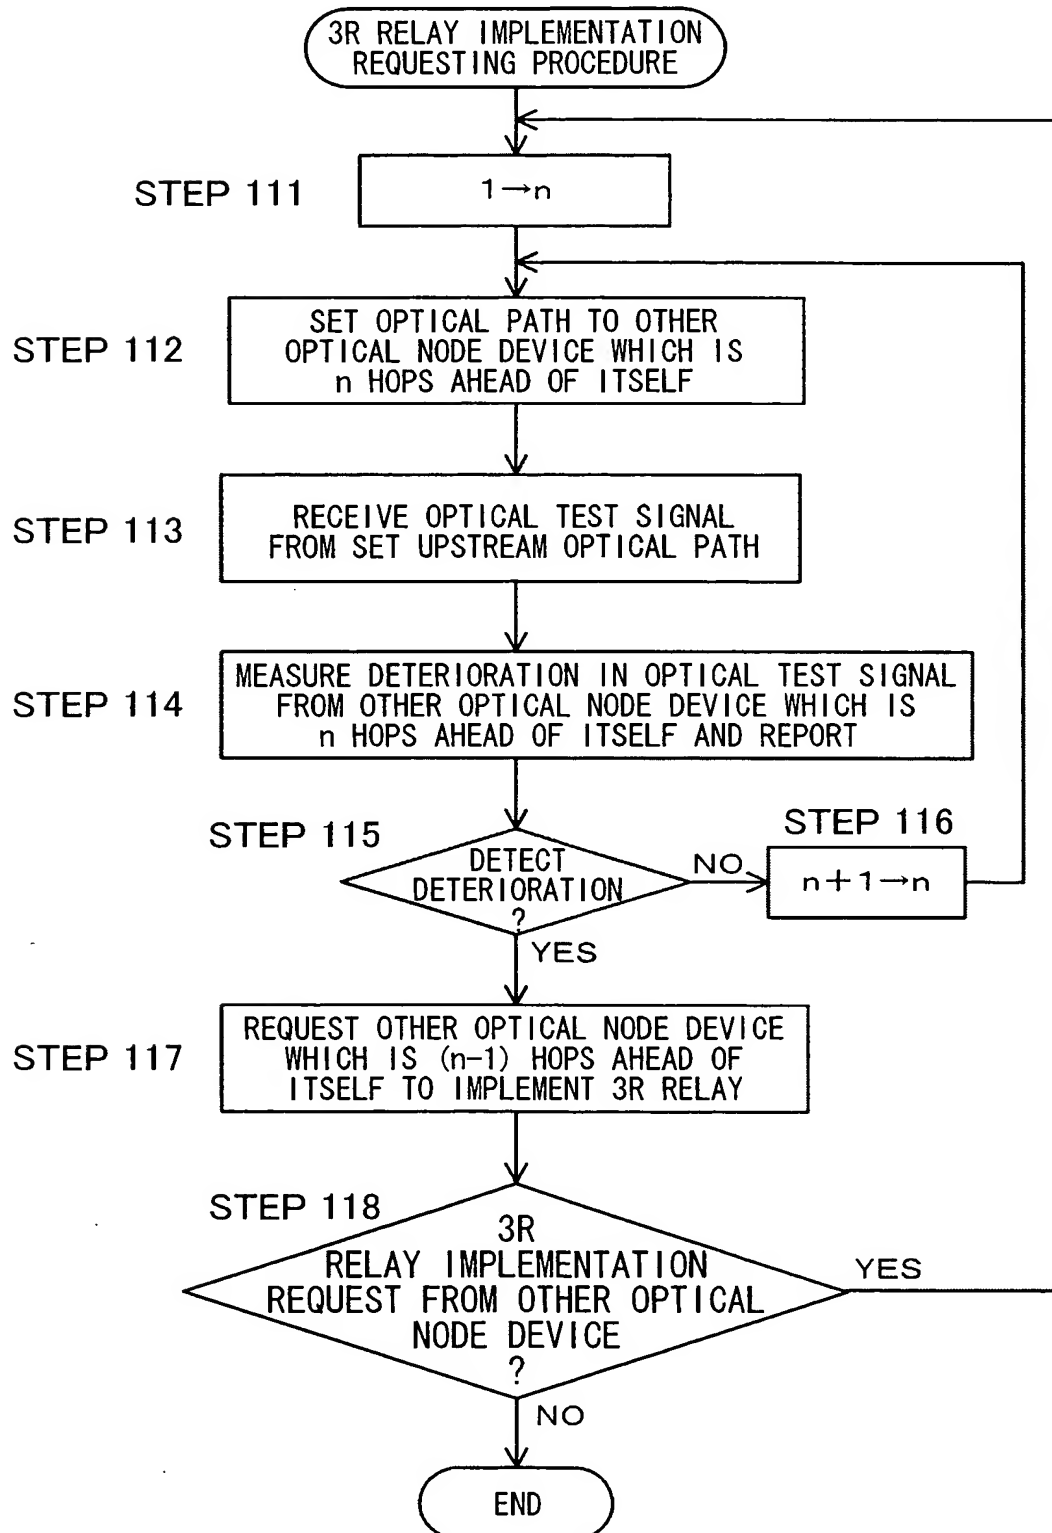 3R RELAY IMPLEMENTATION
REQUESTING PROCEDURE
STEP 111
1→n
STEP 112
SET OPTICAL PATH TO OTHER
OPTICAL NODE DEVICE WHICH IS
n HOPS AHEAD OF ITSELF
STEP 113
RECEIVE OPTICAL TEST SIGNAL
FROM SET UPSTREAM OPTICAL PATH
STEP 114
MEASURE DETERIORATION IN OPTICAL TEST SIGNAL
FROM OTHER OPTICAL NODE DEVICE WHICH IS
n HOPS AHEAD OF ITSELF AND REPORT
STEP 115
DETECT
DETERIORATION
?
NO
STEP 116
n+1→n
YES
STEP 117
REQUEST OTHER OPTICAL NODE DEVICE
WHICH IS (n-1) HOPS AHEAD OF
ITSELF TO IMPLEMENT 3R RELAY
STEP 118
3R
RELAY IMPLEMENTATION
REQUEST FROM OTHER OPTICAL
NODE DEVICE
?
YES
NO
END